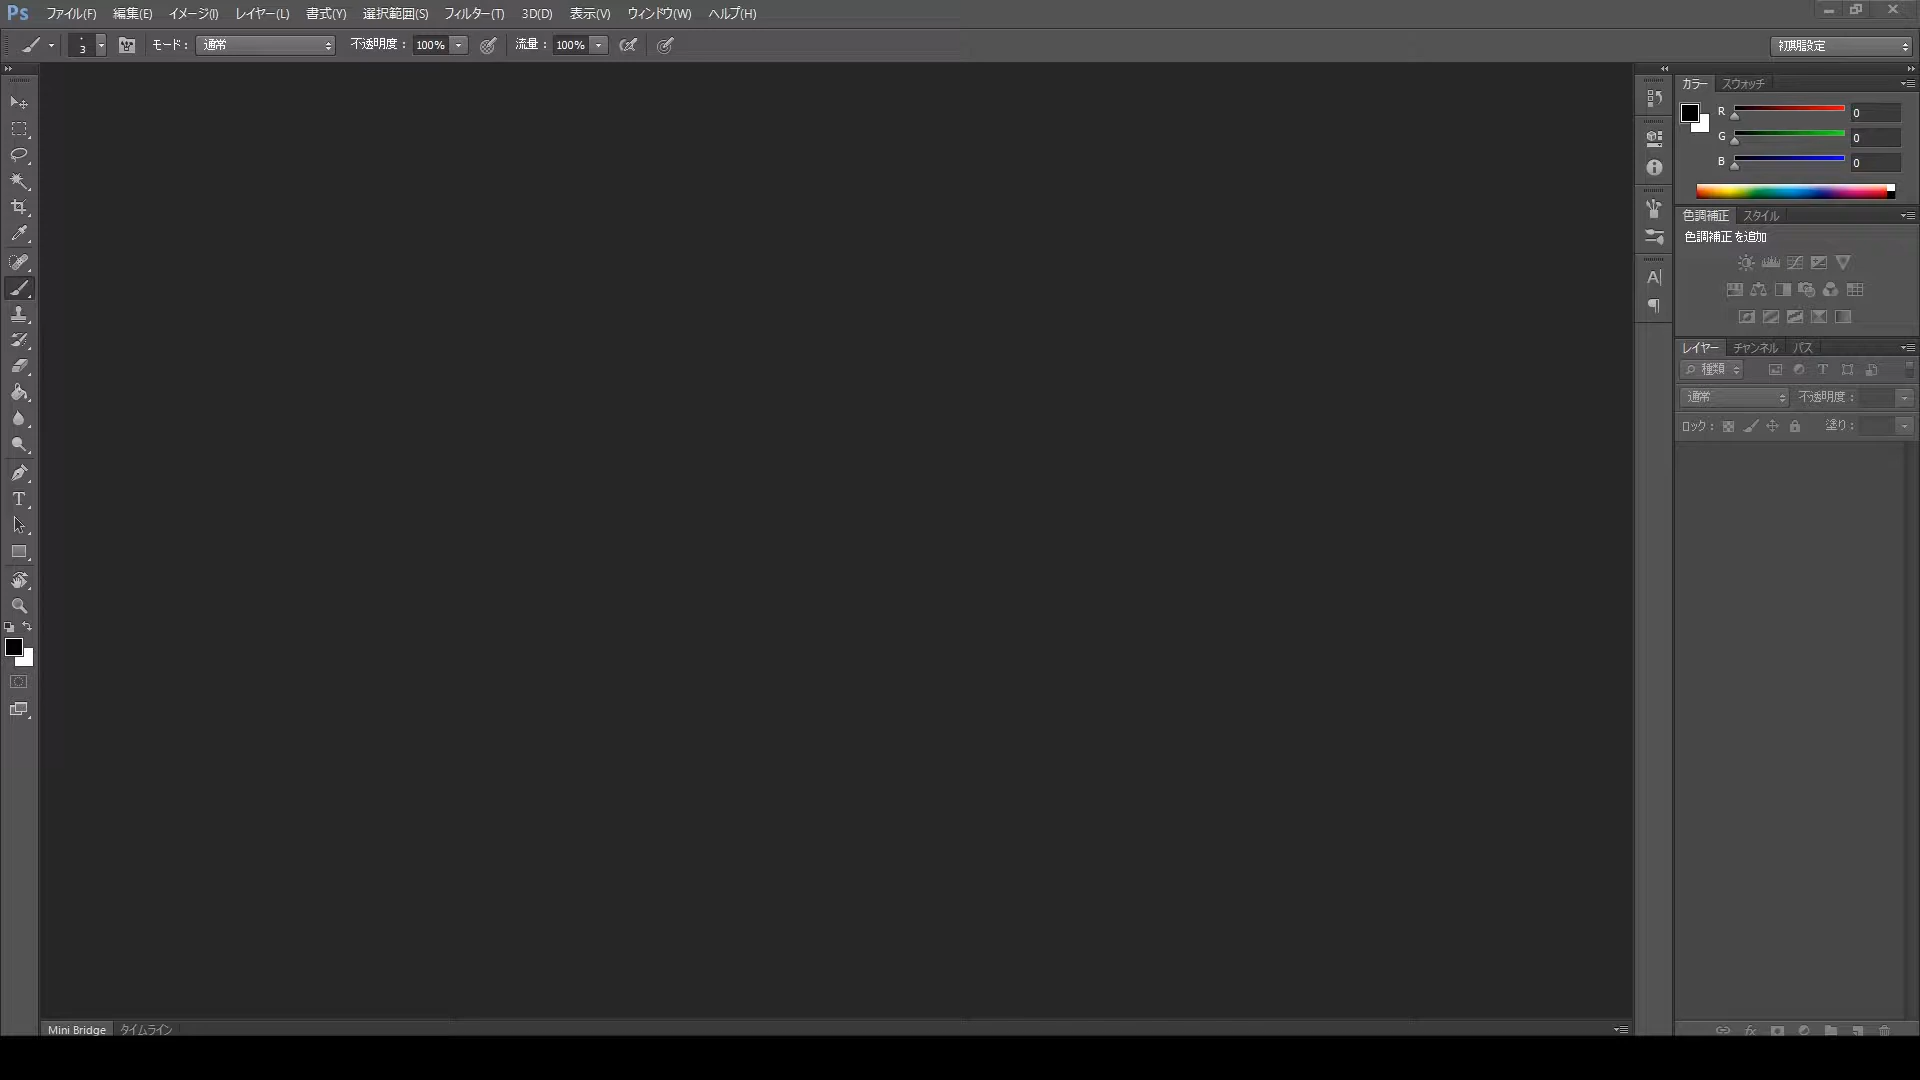 Ps ファイル(F) 編集(E) イメージ(I) レイヤー(L) 書式(Y) 選択範囲(S) フィルター(T) 3D(D) 表示(V) ウィンドウ(W) ヘルプ(H)
3 モード： 通常 不透明度： 100% 流量： 100% 初期設定
カラー スウォッチ
R 0
G 0
B 0
色調補正 スタイル
色調補正を追加
レイヤー チャンネル パス
種類
通常 不透明度：
ロック： 塗り：
Mini Bridge タイムライン